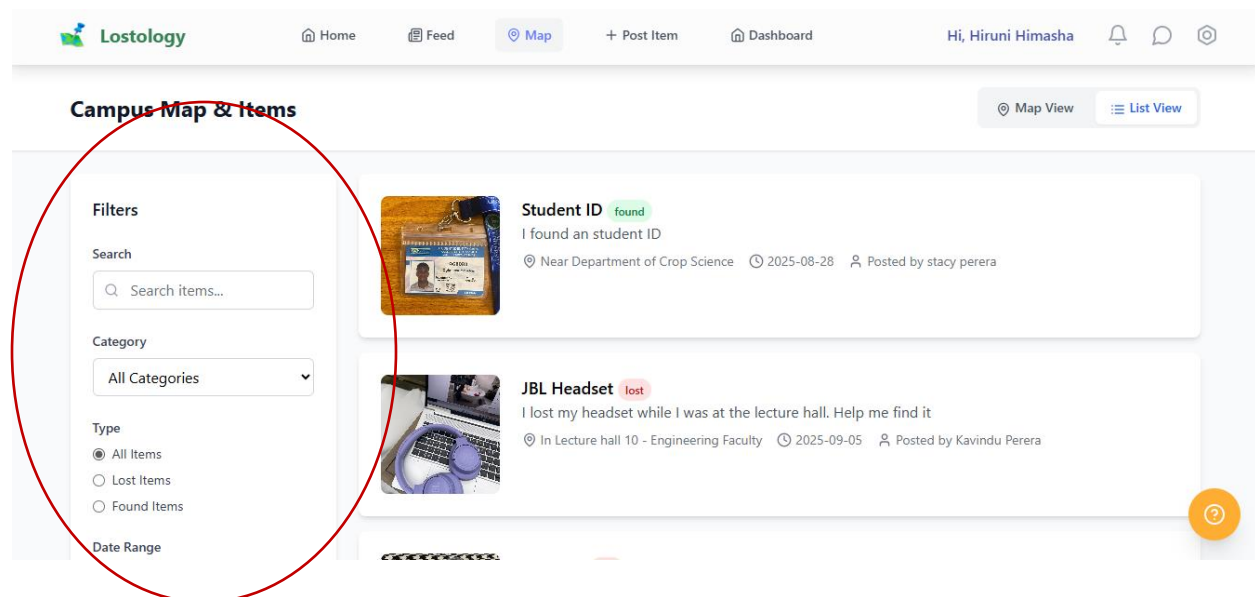 Lostology
Home
Feed
Map
+ Post Item
Dashboard
Hi, Hiruni Himasha
Campus Map & Items
Map View
List View
Filters
Search
Search items...
Category
All Categories
Type
All Items
Lost Items
Found Items
Date Range
Student ID found
I found an student ID
Near Department of Crop Science 2025-08-28 Posted by stacy perera
JBL Headset lost
I lost my headset while I was at the lecture hall. Help me find it
In Lecture hall 10 - Engineering Faculty 2025-09-05 Posted by Kavindu Perera